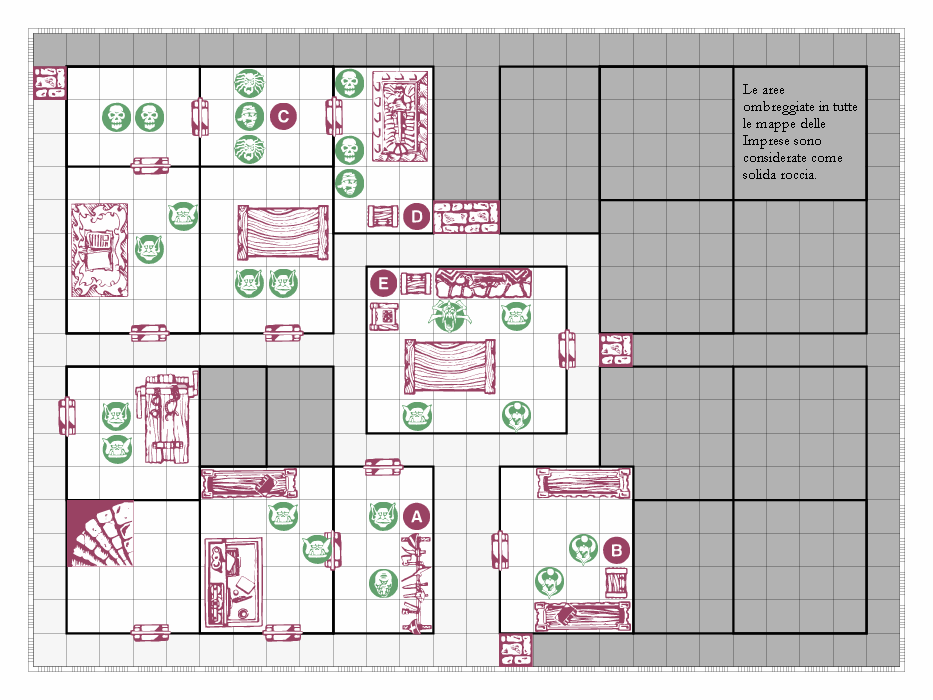 Le aree
ombreggiate in tutte
le mappe delle
Imprese sono
considerate come
solida roccia.
C
D
E
A
B